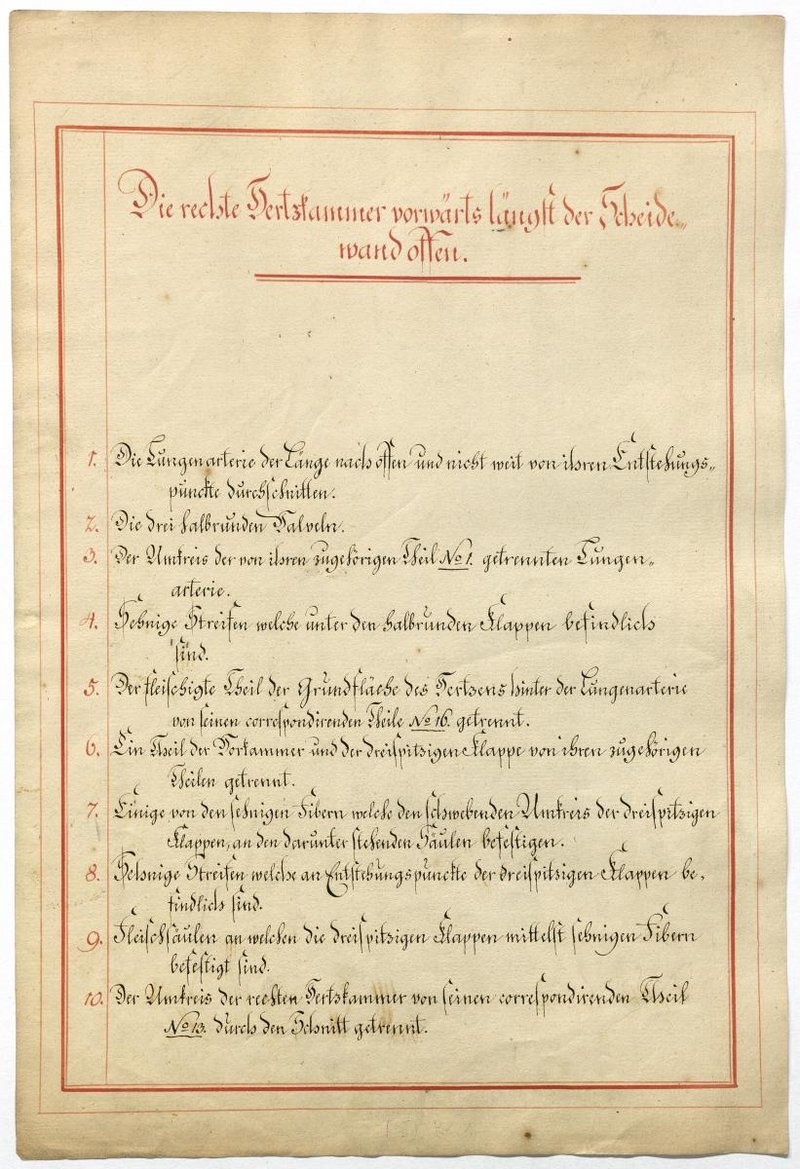 Die rechte Hertzkammer vorwärts längst der Scheide„
wand offen.
1. Die Lungenarterie der Länge nach offen und nicht weit von ihren Entstehungs„
punckte durchschnitten.
2. Die drei halbrunden Valveln.
3. Der Umkreis der von ihren zugehörigen Theil No 1. getrennten Lungen„
arterie.
4. Sehnige Streifen welche unter den halbrunden Klappen befindlich
sind.
5. Der fleischigte Theil der Grundfläche des Hertzens hinter der Lungenarterie
von seinen correspondirenden Theile No 16. getrennt.
6. Ein Theil der Vorkammer und der dreispitzigen Klappe von ihren zugehörigen
Theilen getrennt.
7. Einige von den sehnigen Fibern welche den schwebenden Umkreis der dreispitzigen
Klappen, an den darunter stehenden Säulen befestigen.
8. Sehnige Streifen welche an Entstehungspunckte der dreispitzigen Klappen be„
findlich sind.
9. Fleischsäulen an welchen die dreispitzigen Klappen mittelst sehnigen Fibern
befestigt sind.
10. Der Umkreis der rechten Hertzkammer von seinen correspondirenden Theil
No 13. durch den Schnitt getrennt.